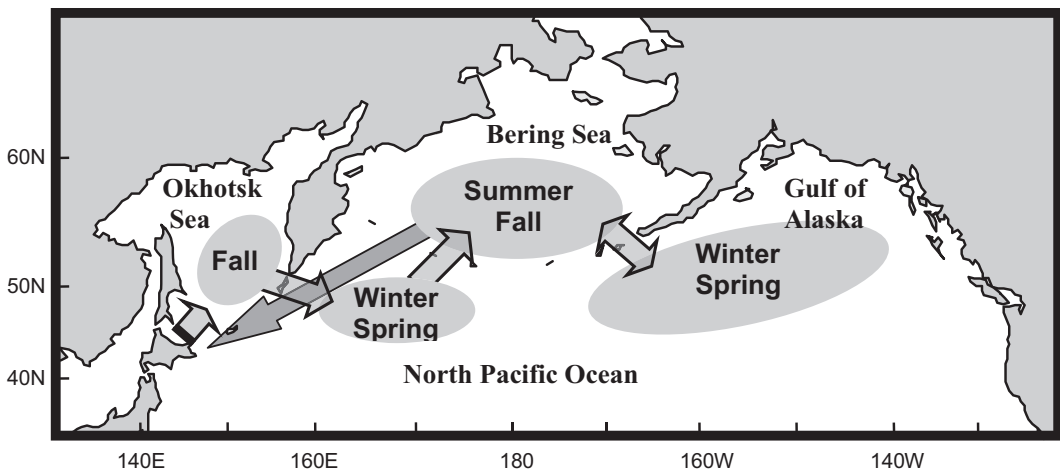 Bering Sea
60N
Okhotsk
Sea
Summer
Fall
Gulf of
Alaska
Fall
Winter
Spring
50N
Winter
Spring
40N
North Pacific Ocean
140E
160E
180
160W
140W